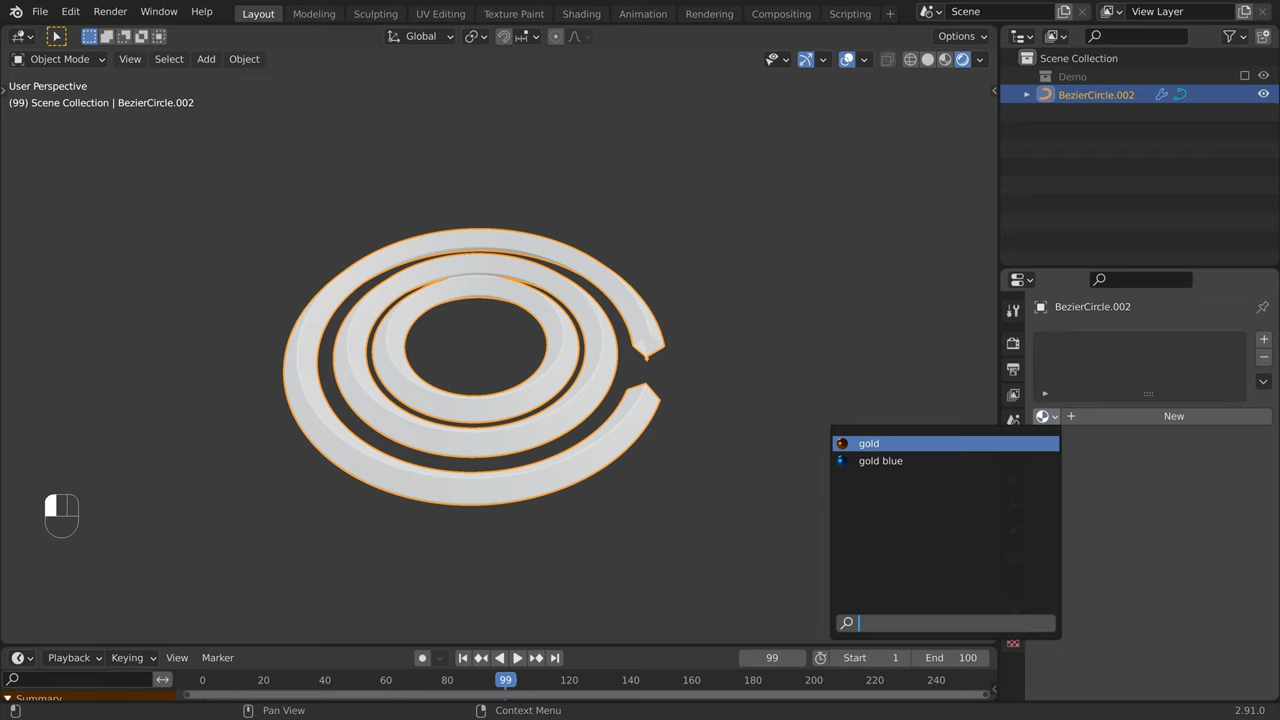 File Edit Render Window Help Layout Modeling Sculpting UV Editing Texture Paint Shading Animation Rendering Compositing Scripting + Scene View Layer
Global Options
Object Mode View Select Add Object
User Perspective
(99) Scene Collection | BezierCircle.002
Scene Collection
Demo
BezierCircle.002
BezierCircle.002
+ New
gold
gold blue
Playback Keying View Marker 99 Start 1 End 100
0 20 40 60 80 99 120 140 160 180 200 220 240
Summary
Pan View Context Menu 2.91.0